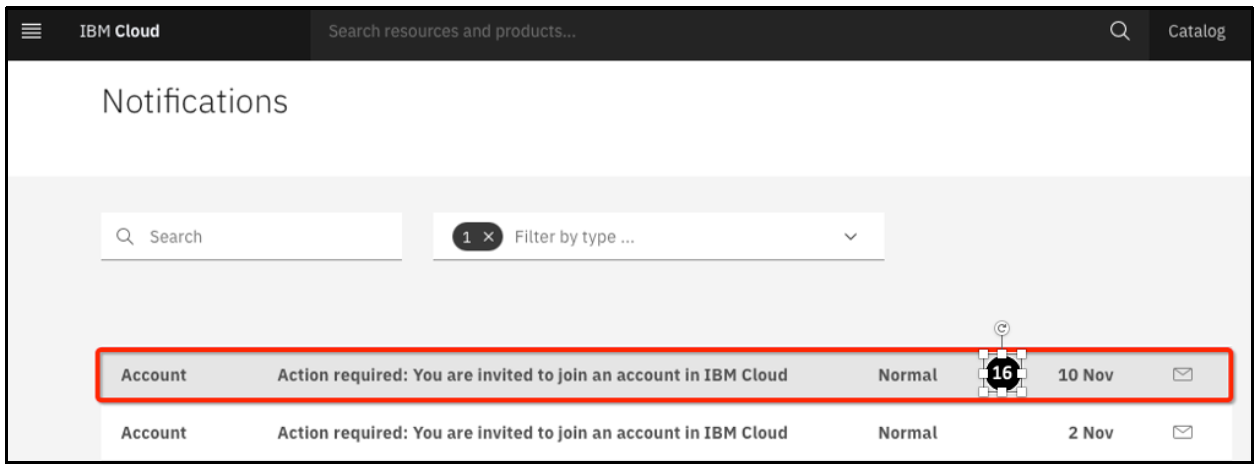 IBM Cloud Search resources and products... Catalog
Notifications
Search 1 × Filter by type ...
Account Action required: You are invited to join an account in IBM Cloud Normal 16 10 Nov
Account Action required: You are invited to join an account in IBM Cloud Normal 2 Nov